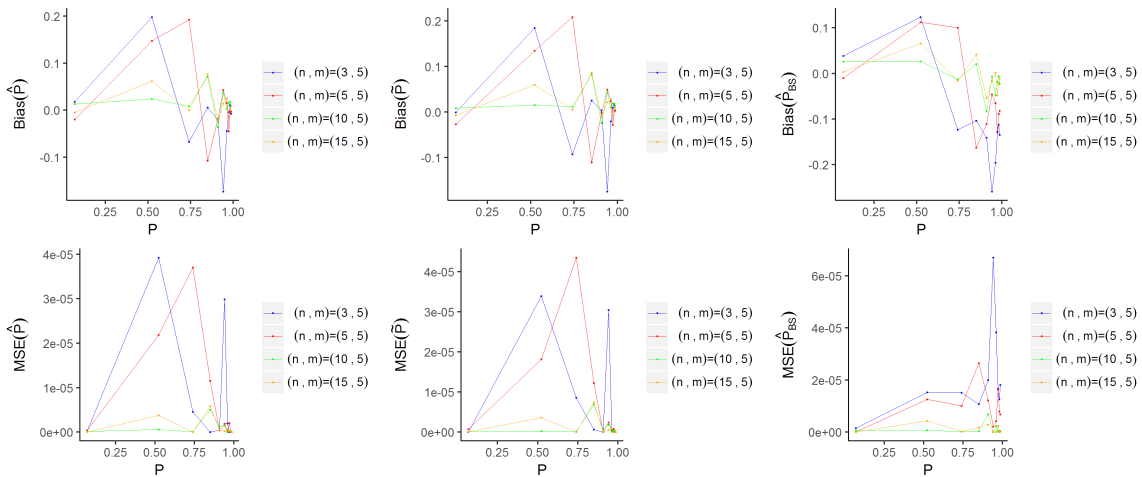 Bias(P̂)
0.2
0.1
0.0
-0.1
0.25 0.50 0.75 1.00
P
(n , m)=(3 , 5)
(n , m)=(5 , 5)
(n , m)=(10 , 5)
(n , m)=(15 , 5)
Bias(P̃)
0.2
0.1
0.0
-0.1
0.25 0.50 0.75 1.00
P
(n , m)=(3 , 5)
(n , m)=(5 , 5)
(n , m)=(10 , 5)
(n , m)=(15 , 5)
Bias(P̂BS)
0.1
0.0
-0.1
-0.2
0.25 0.50 0.75 1.00
P
(n , m)=(3 , 5)
(n , m)=(5 , 5)
(n , m)=(10 , 5)
(n , m)=(15 , 5)
MSE(P̂)
4e-05
3e-05
2e-05
1e-05
0e+00
0.25 0.50 0.75 1.00
P
(n , m)=(3 , 5)
(n , m)=(5 , 5)
(n , m)=(10 , 5)
(n , m)=(15 , 5)
MSE(P̃)
4e-05
3e-05
2e-05
1e-05
0e+00
0.25 0.50 0.75 1.00
P
(n , m)=(3 , 5)
(n , m)=(5 , 5)
(n , m)=(10 , 5)
(n , m)=(15 , 5)
MSE(P̂BS)
6e-05
4e-05
2e-05
0e+00
0.25 0.50 0.75 1.00
P
(n , m)=(3 , 5)
(n , m)=(5 , 5)
(n , m)=(10 , 5)
(n , m)=(15 , 5)